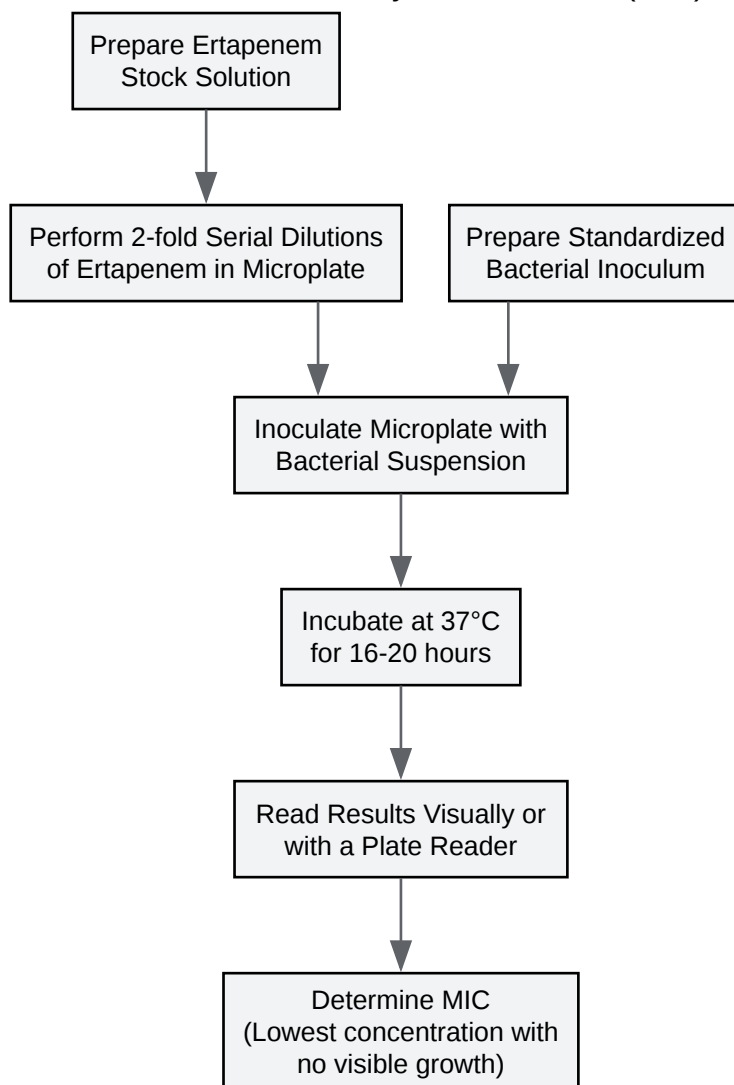 Prepare Ertapenem
Stock Solution
Perform 2-fold Serial Dilutions
of Ertapenem in Microplate
Prepare Standardized
Bacterial Inoculum
Inoculate Microplate with
Bacterial Suspension
Incubate at 37°C
for 16-20 hours
Read Results Visually or
with a Plate Reader
Determine MIC
(Lowest concentration with
no visible growth)